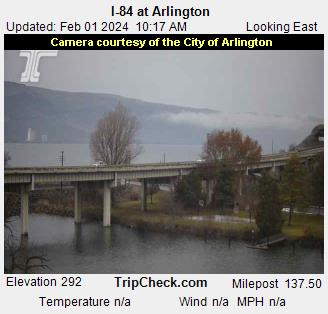 I-84 at Arlington
Updated: Feb 01 2024 10:17 AM Looking East
Camera courtesy of the City of Arlington
Elevation 292 TripCheck.com Milepost 137.50
Temperature n/a Wind n/a MPH n/a